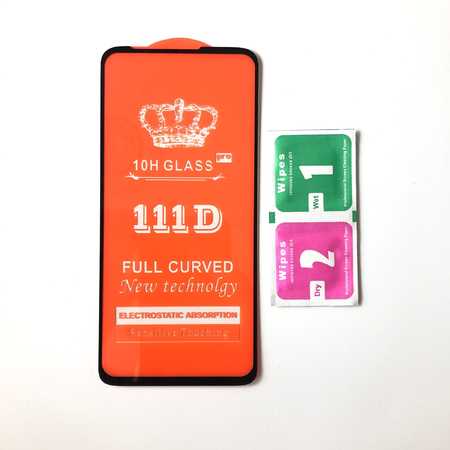 10H GLASS
111D
FULL CURVED
New technolgy
ELECTROSTATIC ABSORPTION
Sensitive Touching
Wipes
1
Wet
Wipes
2
Dry